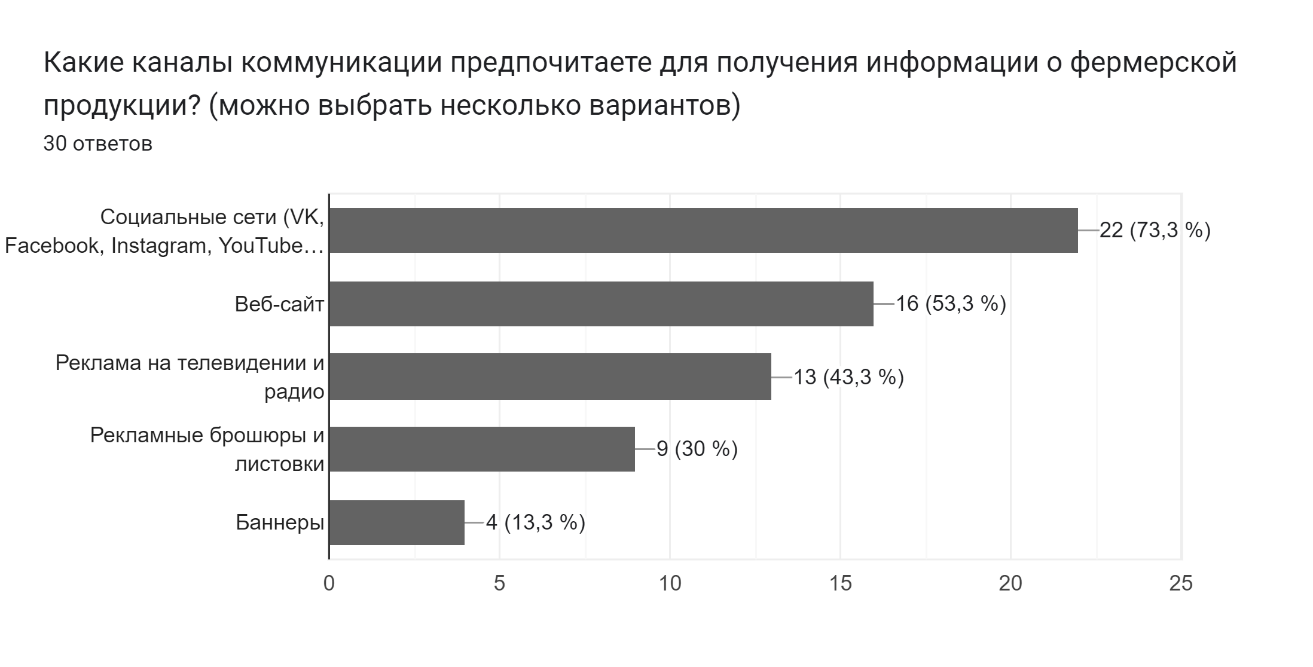 Какие каналы коммуникации предпочитаете для получения информации о фермерской
продукции? (можно выбрать несколько вариантов)
30 ответов
Социальные сети (VK,
Facebook, Instagram, YouTube…
22 (73,3 %)
Веб-сайт
16 (53,3 %)
Реклама на телевидении и
радио
13 (43,3 %)
Рекламные брошюры и
листовки
9 (30 %)
Баннеры
4 (13,3 %)
0 5 10 15 20 25